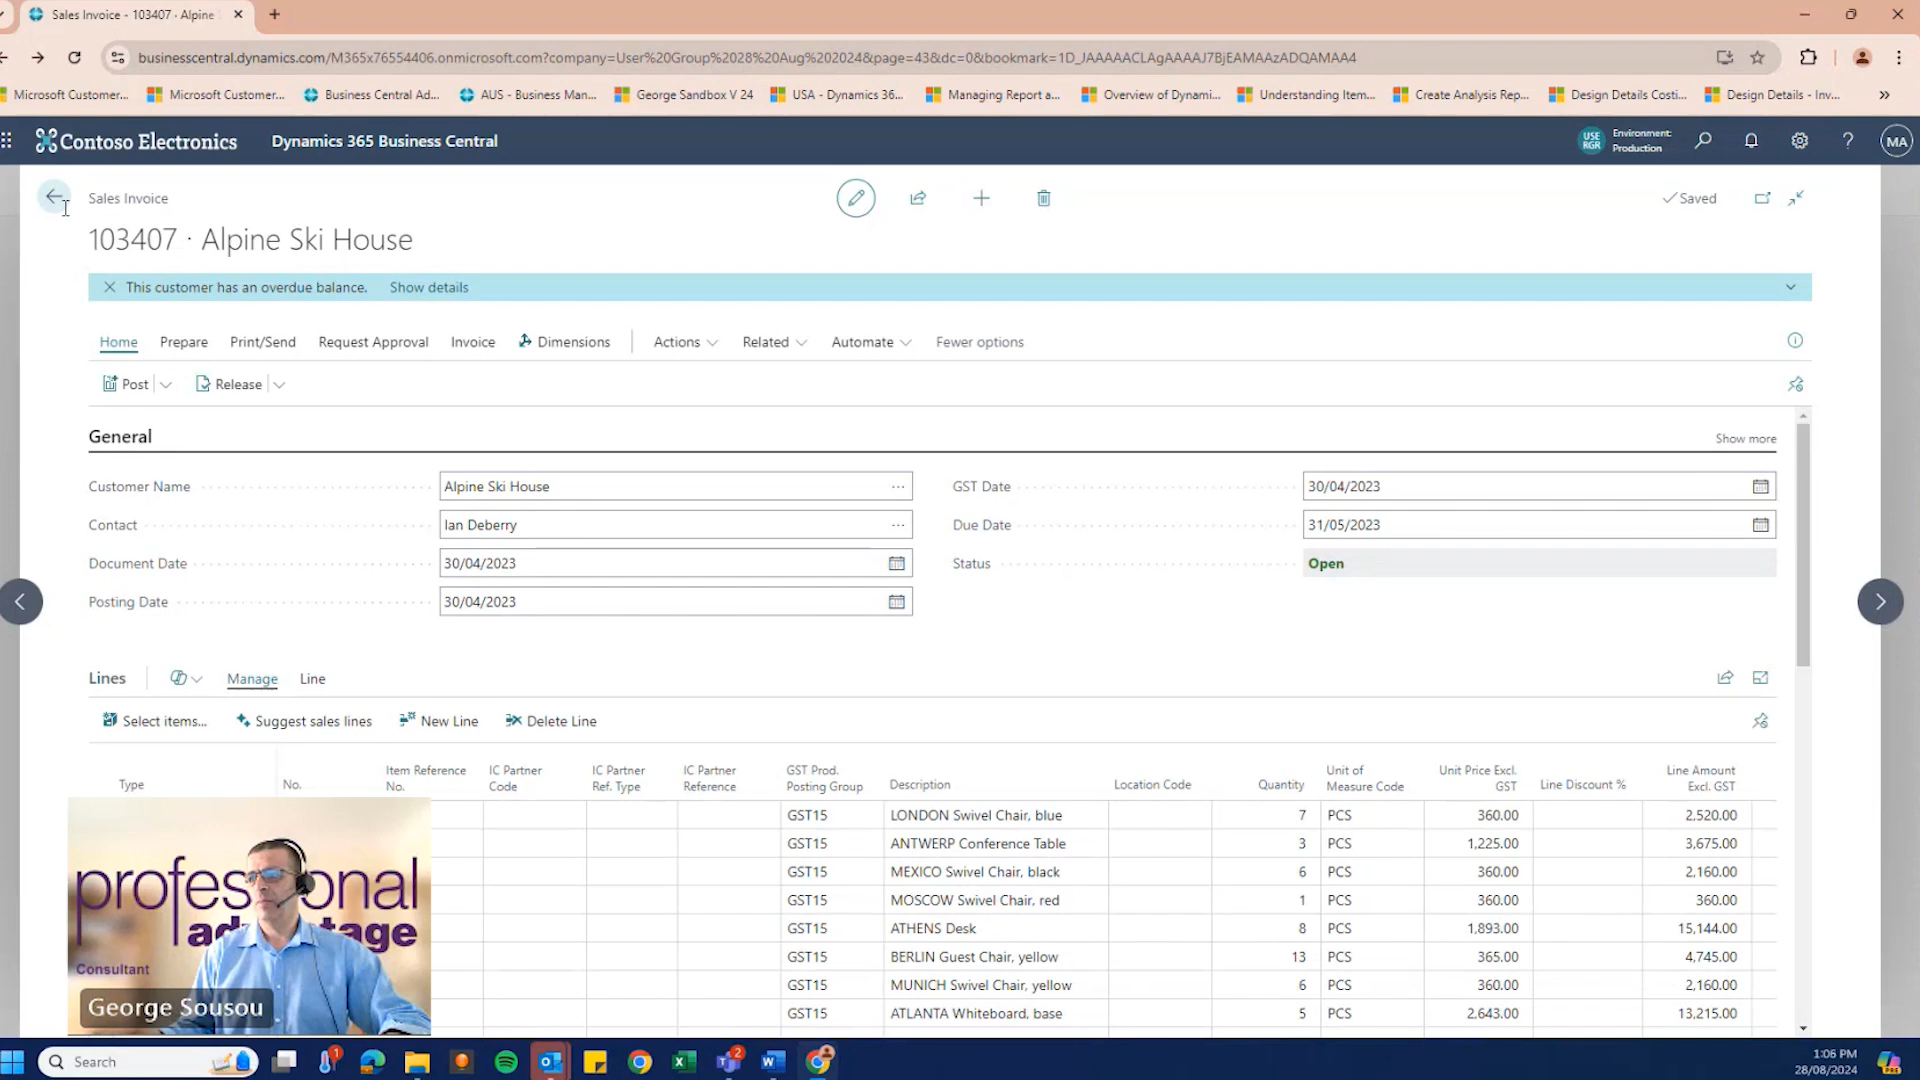 Sales Invoice - 103407 · Alpine
businesscentral.dynamics.com/M365x76554406.onmicrosoft.com?company=User%20Group%2028%20Aug%202024&page=43&dc=0&bookmark=1D_JAAAAACLAgAAAAJ7BjEAMAAzADQAMAA4
Microsoft Customer... Microsoft Customer... Business Central Ad... AUS - Business Man... George Sandbox V 24 USA - Dynamics 36... Managing Report a... Overview of Dynami... Understanding Item... Create Analysis Rep... Design Details Costi... Design Details - Inv... »
Contoso Electronics Dynamics 365 Business Central USE RGR Environment: Production ? MA
Sales Invoice Saved
103407 · Alpine Ski House
This customer has an overdue balance. Show details
Home Prepare Print/Send Request Approval Invoice Dimensions Actions Related Automate Fewer options
Post Release
General Show more
Customer Name Alpine Ski House GST Date 30/04/2023
Contact Ian Deberry Due Date 31/05/2023
Document Date 30/04/2023 Status Open
Posting Date 30/04/2023
Lines Manage Line
Select items... Suggest sales lines New Line Delete Line
Type No. Item Reference No. IC Partner Code IC Partner Ref. Type IC Partner Reference GST Prod. Posting Group Description Location Code Quantity Unit of Measure Code Unit Price Excl. GST Line Discount % Line Amount Excl. GST
GST15 LONDON Swivel Chair, blue 7 PCS 360.00 2,520.00
GST15 ANTWERP Conference Table 3 PCS 1,225.00 3,675.00
GST15 MEXICO Swivel Chair, black 6 PCS 360.00 2,160.00
GST15 MOSCOW Swivel Chair, red 1 PCS 360.00 360.00
GST15 ATHENS Desk 8 PCS 1,893.00 15,144.00
GST15 BERLIN Guest Chair, yellow 13 PCS 365.00 4,745.00
GST15 MUNICH Swivel Chair, yellow 6 PCS 360.00 2,160.00
GST15 ATLANTA Whiteboard, base 5 PCS 2,643.00 13,215.00
Consultant
George Sousou
Search 1 2 1:06 PM
28/08/2024